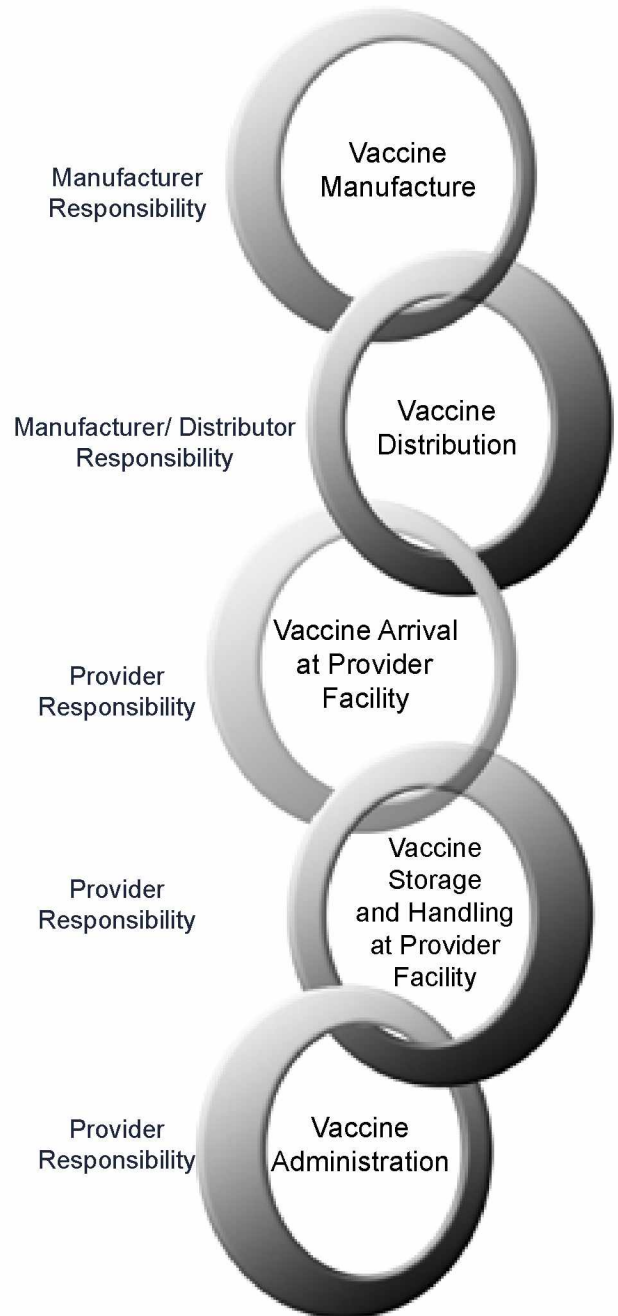 Manufacturer
Responsibility
Vaccine
Manufacture
Manufacturer/ Distributor
Responsibility
Vaccine
Distribution
Provider
Responsibility
Vaccine Arrival
at Provider
Facility
Provider
Responsibility
Vaccine
Storage
and Handling
at Provider
Facility
Provider
Responsibility
Vaccine
Administration